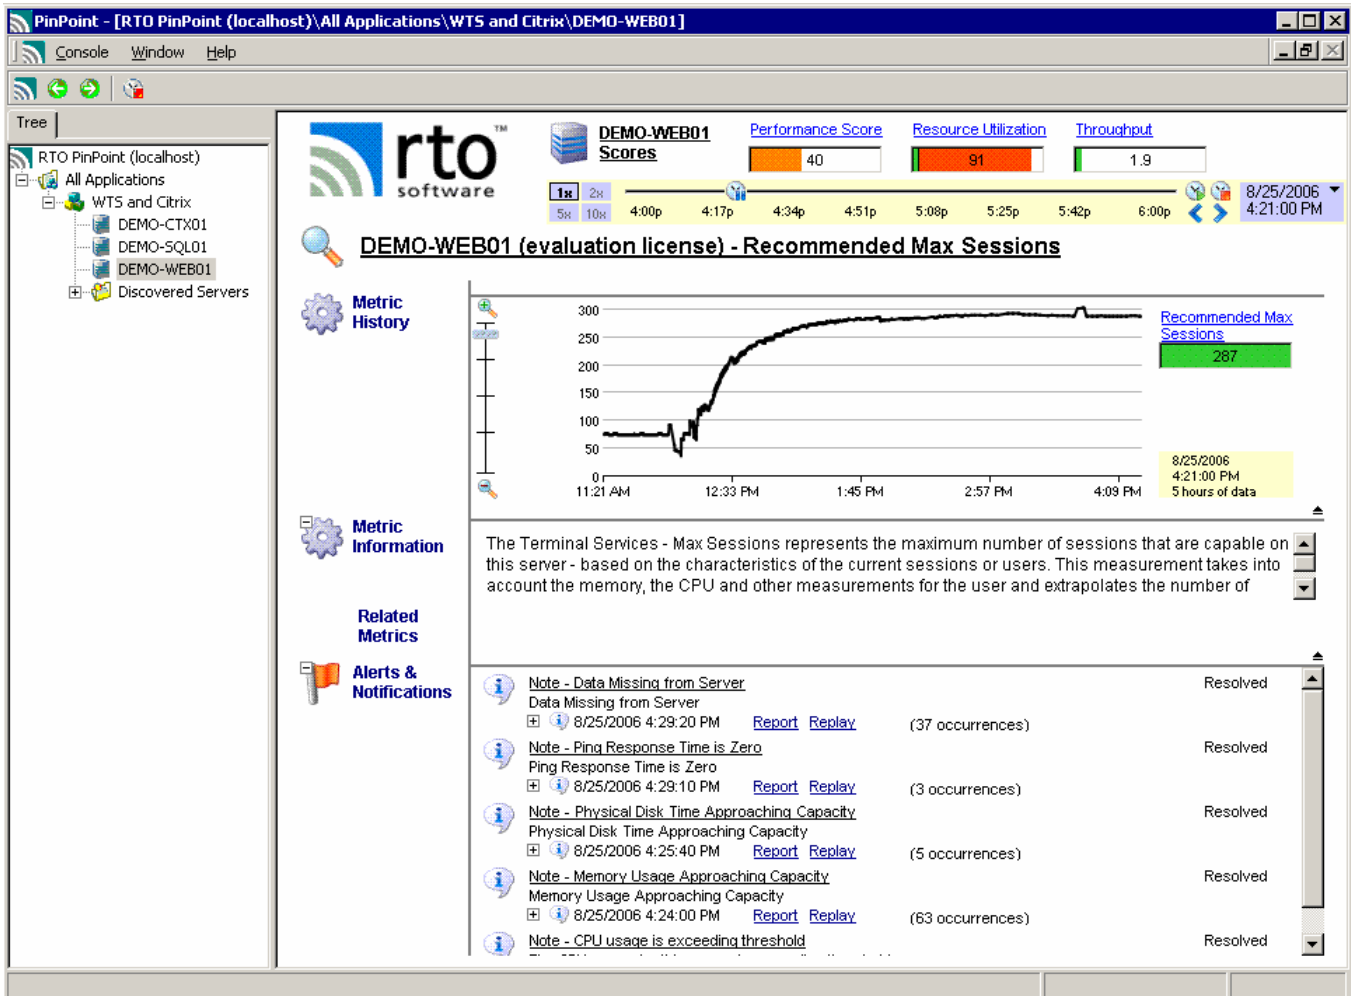 PinPoint - [RTO PinPoint (localhost)\All Applications\WTS and Citrix\DEMO-WEB01]
Console Window Help
Tree
RTO PinPoint (localhost)
All Applications
WTS and Citrix
DEMO-CTX01
DEMO-SQL01
DEMO-WEB01
Discovered Servers
rto™
software
DEMO-WEB01
Scores
Performance Score
40
Resource Utilization
91
Throughput
1.9
1x 2x
5x 10x
4:00p 4:17p 4:34p 4:51p 5:08p 5:25p 5:42p 6:00p
8/25/2006
4:21:00 PM
DEMO-WEB01 (evaluation license) - Recommended Max Sessions
Metric
History
300
250
200
150
100
50
0
11:21 AM 12:33 PM 1:45 PM 2:57 PM 4:09 PM
Recommended Max
Sessions
287
8/25/2006
4:21:00 PM
5 hours of data
Metric
Information
The Terminal Services - Max Sessions represents the maximum number of sessions that are capable on
this server - based on the characteristics of the current sessions or users. This measurement takes into
account the memory, the CPU and other measurements for the user and extrapolates the number of
Related
Metrics
Alerts &
Notifications
Note - Data Missing from Server Resolved
Data Missing from Server
8/25/2006 4:29:20 PM Report Replay (37 occurrences)
Note - Ping Response Time is Zero Resolved
Ping Response Time is Zero
8/25/2006 4:29:10 PM Report Replay (3 occurrences)
Note - Physical Disk Time Approaching Capacity Resolved
Physical Disk Time Approaching Capacity
8/25/2006 4:25:40 PM Report Replay (5 occurrences)
Note - Memory Usage Approaching Capacity Resolved
Memory Usage Approaching Capacity
8/25/2006 4:24:00 PM Report Replay (63 occurrences)
Note - CPU usage is exceeding threshold Resolved